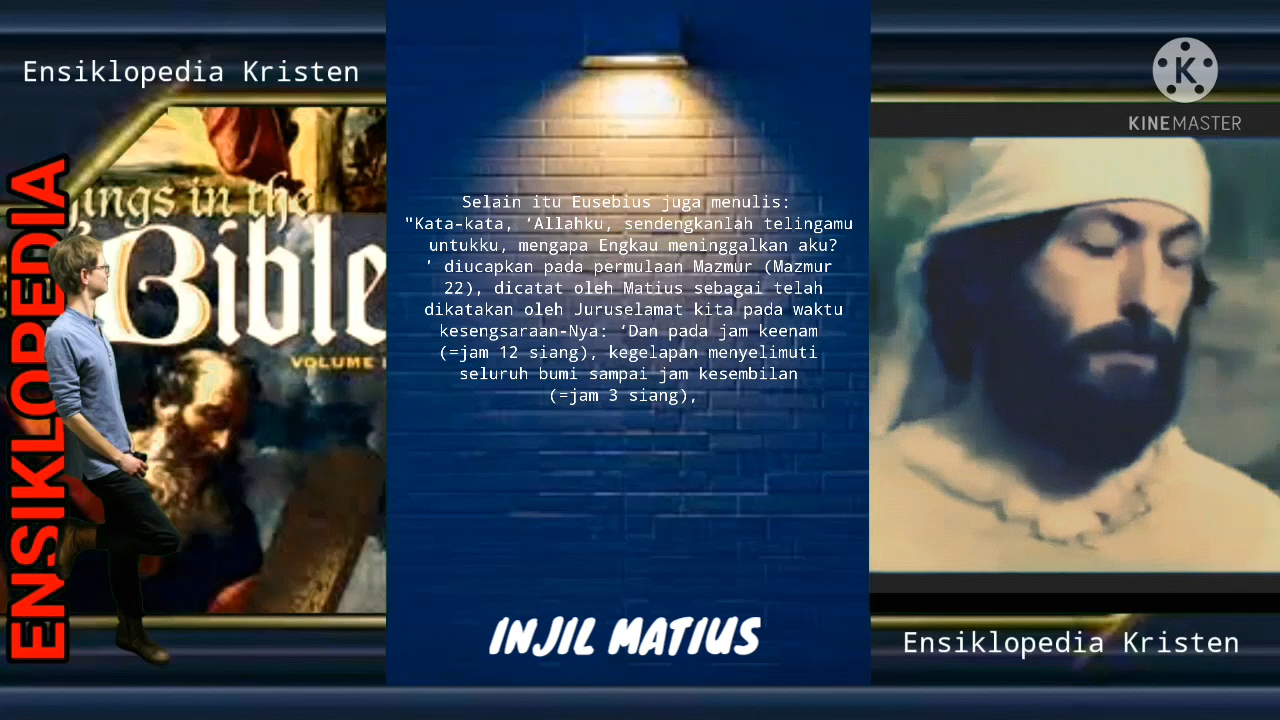 Ensiklopedia Kristen
KINEMASTER
ENSIKLOPEDIA
ings in the
Bible
VOLUME
Selain itu Eusebius juga menulis:
"Kata-kata, ‘Allahku, sendengkanlah telingamu
untukku, mengapa Engkau meninggalkan aku?
’ diucapkan pada permulaan Mazmur (Mazmur
22), dicatat oleh Matius sebagai telah
dikatakan oleh Juruselamat kita pada waktu
kesengsaraan-Nya: ‘Dan pada jam keenam
(=jam 12 siang), kegelapan menyelimuti
seluruh bumi sampai jam kesembilan
(=jam 3 siang),
INJIL MATIUS
Ensiklopedia Kristen